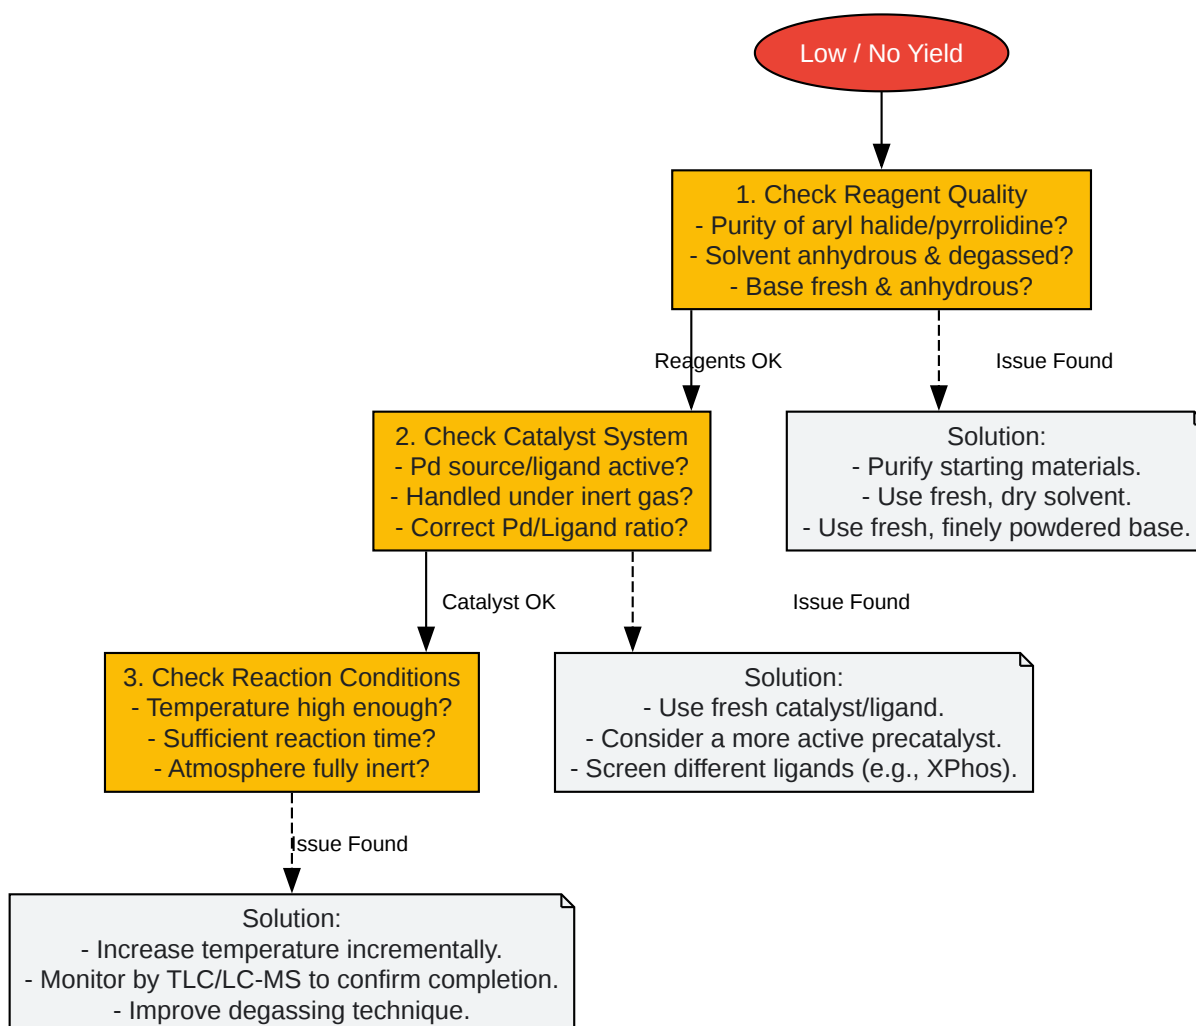 Low / No Yield
1. Check Reagent Quality
- Purity of aryl halide/pyrrolidine?
- Solvent anhydrous & degassed?
- Base fresh & anhydrous?
Reagents OK
Issue Found
2. Check Catalyst System
- Pd source/ligand active?
- Handled under inert gas?
- Correct Pd/Ligand ratio?
Solution:
- Purify starting materials.
- Use fresh, dry solvent.
- Use fresh, finely powdered base.
Catalyst OK
Issue Found
3. Check Reaction Conditions
- Temperature high enough?
- Sufficient reaction time?
- Atmosphere fully inert?
Solution:
- Use fresh catalyst/ligand.
- Consider a more active precatalyst.
- Screen different ligands (e.g., XPhos).
Issue Found
Solution:
- Increase temperature incrementally.
- Monitor by TLC/LC-MS to confirm completion.
- Improve degassing technique.